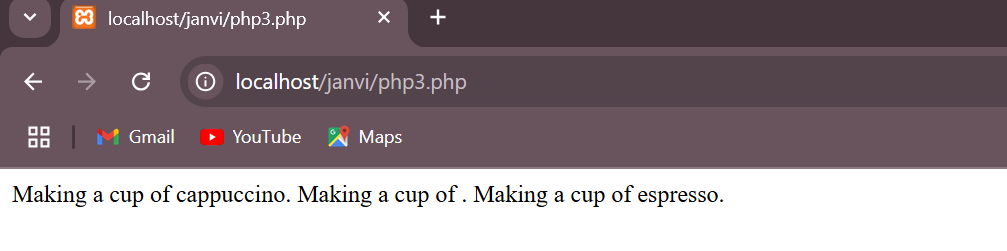 localhost/janvi/php3.php
localhost/janvi/php3.php
Gmail YouTube Maps
Making a cup of cappuccino. Making a cup of . Making a cup of espresso.